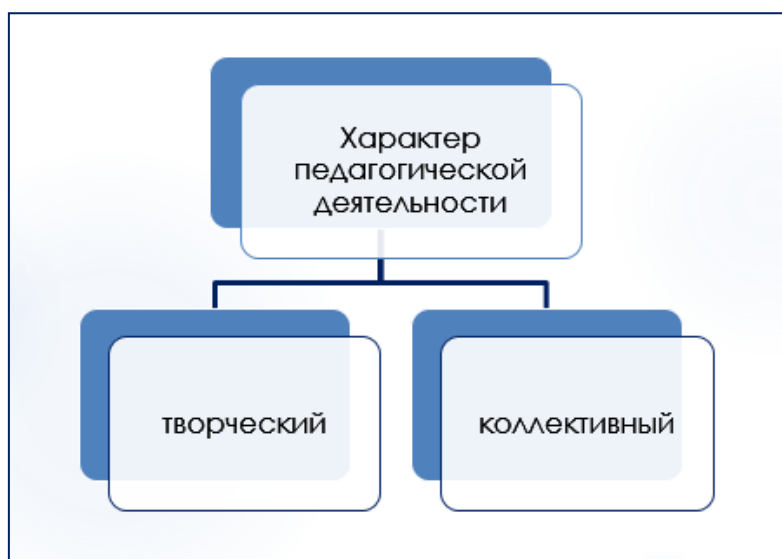 Характер
педагогической
деятельности
творческий
коллективный